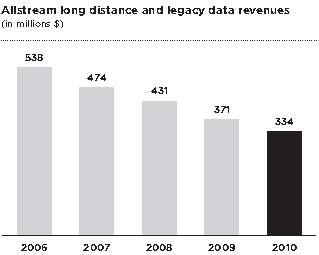 Allstream long distance and legacy data revenues
(in millions $)
538
474
431
371
334
2006 2007 2008 2009 2010